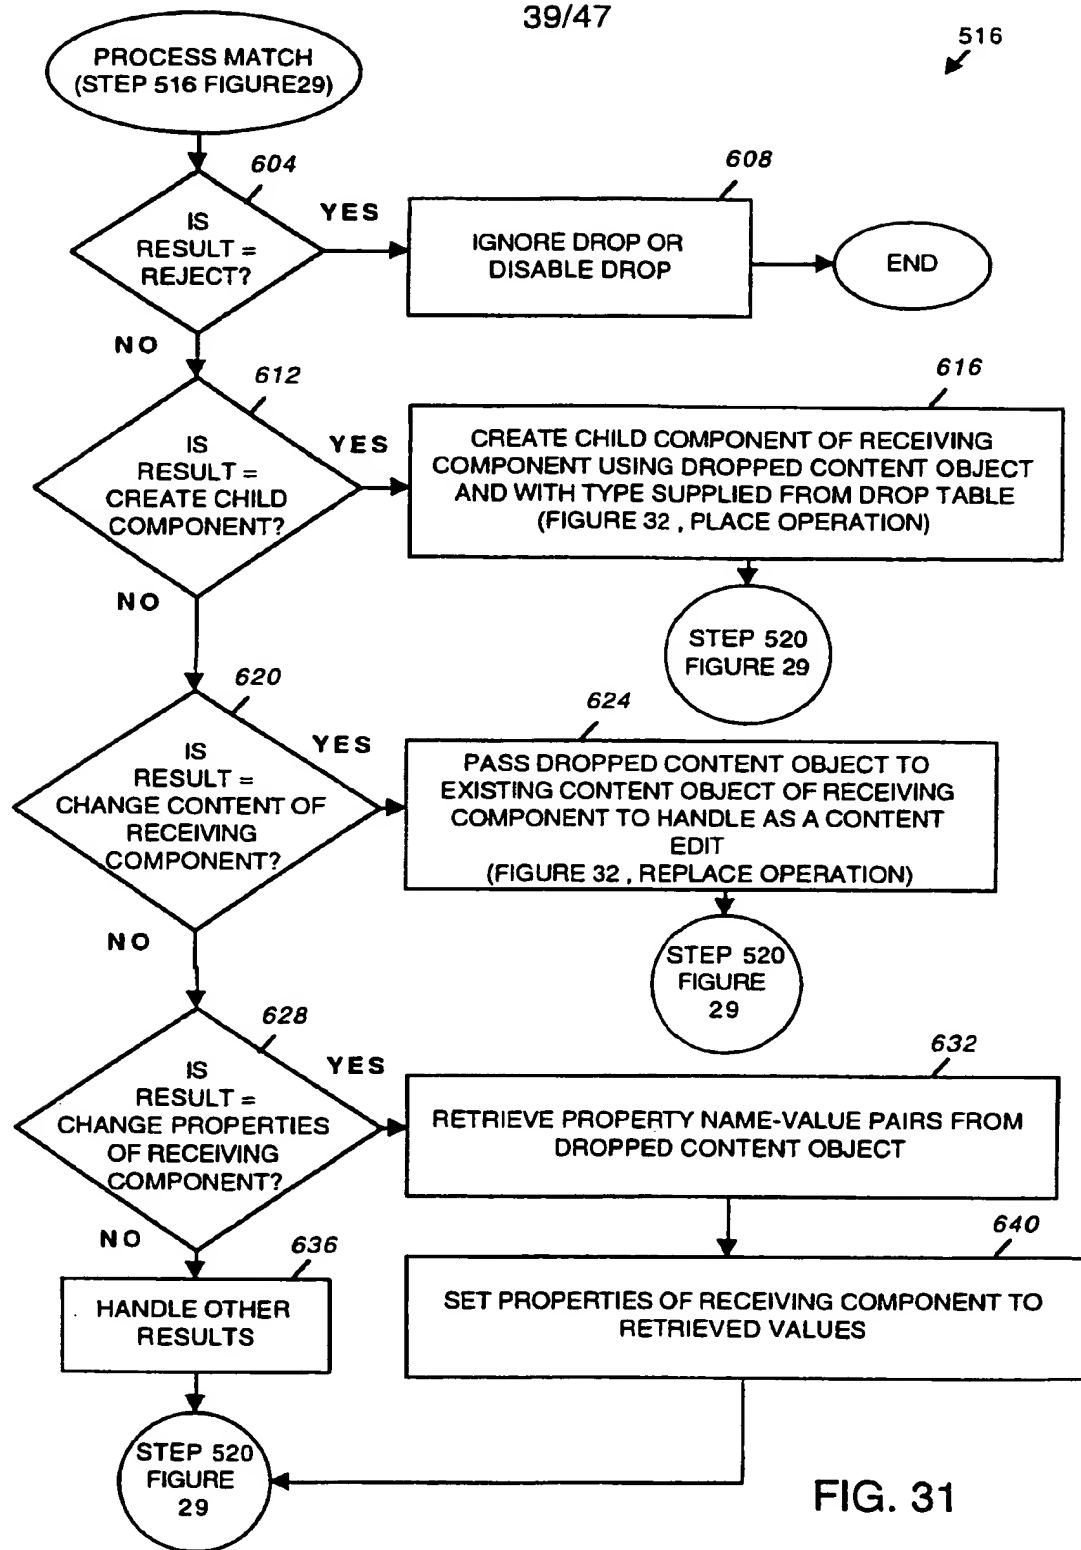 39/47
516
PROCESS MATCH
(STEP 516 FIGURE29)
604
IS
RESULT =
REJECT?
YES
608
IGNORE DROP OR
DISABLE DROP
END
NO
612
IS
RESULT =
CREATE CHILD
COMPONENT?
YES
616
CREATE CHILD COMPONENT OF RECEIVING
COMPONENT USING DROPPED CONTENT OBJECT
AND WITH TYPE SUPPLIED FROM DROP TABLE
(FIGURE 32 , PLACE OPERATION)
STEP 520
FIGURE 29
NO
620
IS
RESULT =
CHANGE CONTENT OF
RECEIVING
COMPONENT?
YES
624
PASS DROPPED CONTENT OBJECT TO
EXISTING CONTENT OBJECT OF RECEIVING
COMPONENT TO HANDLE AS A CONTENT
EDIT
(FIGURE 32 , REPLACE OPERATION)
STEP 520
FIGURE
29
NO
628
IS
RESULT =
CHANGE PROPERTIES
OF RECEIVING
COMPONENT?
YES
632
RETRIEVE PROPERTY NAME-VALUE PAIRS FROM
DROPPED CONTENT OBJECT
640
SET PROPERTIES OF RECEIVING COMPONENT TO
RETRIEVED VALUES
NO
636
HANDLE OTHER
RESULTS
STEP 520
FIGURE
29
FIG. 31